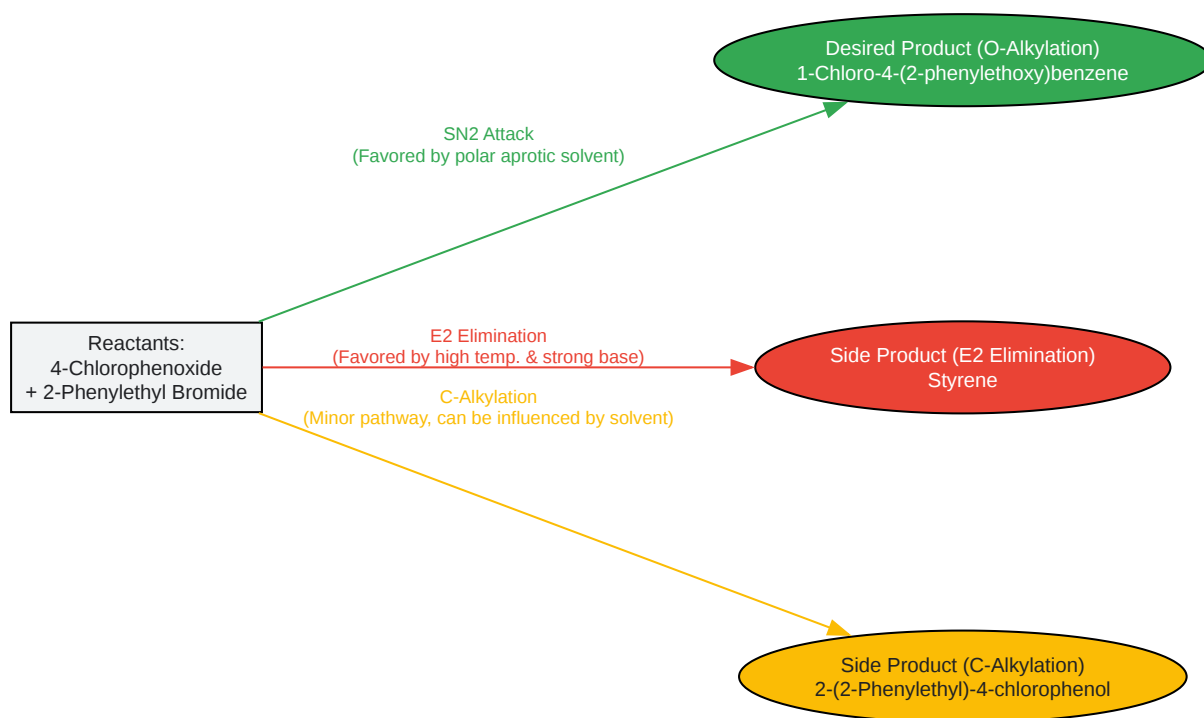 Desired Product (O-Alkylation)
1-Chloro-4-(2-phenylethoxy)benzene
SN2 Attack
(Favored by polar aprotic solvent)
Reactants:
4-Chlorophenoxide
+ 2-Phenylethyl Bromide
E2 Elimination
(Favored by high temp. & strong base)
Side Product (E2 Elimination)
Styrene
C-Alkylation
(Minor pathway, can be influenced by solvent)
Side Product (C-Alkylation)
2-(2-Phenylethyl)-4-chlorophenol